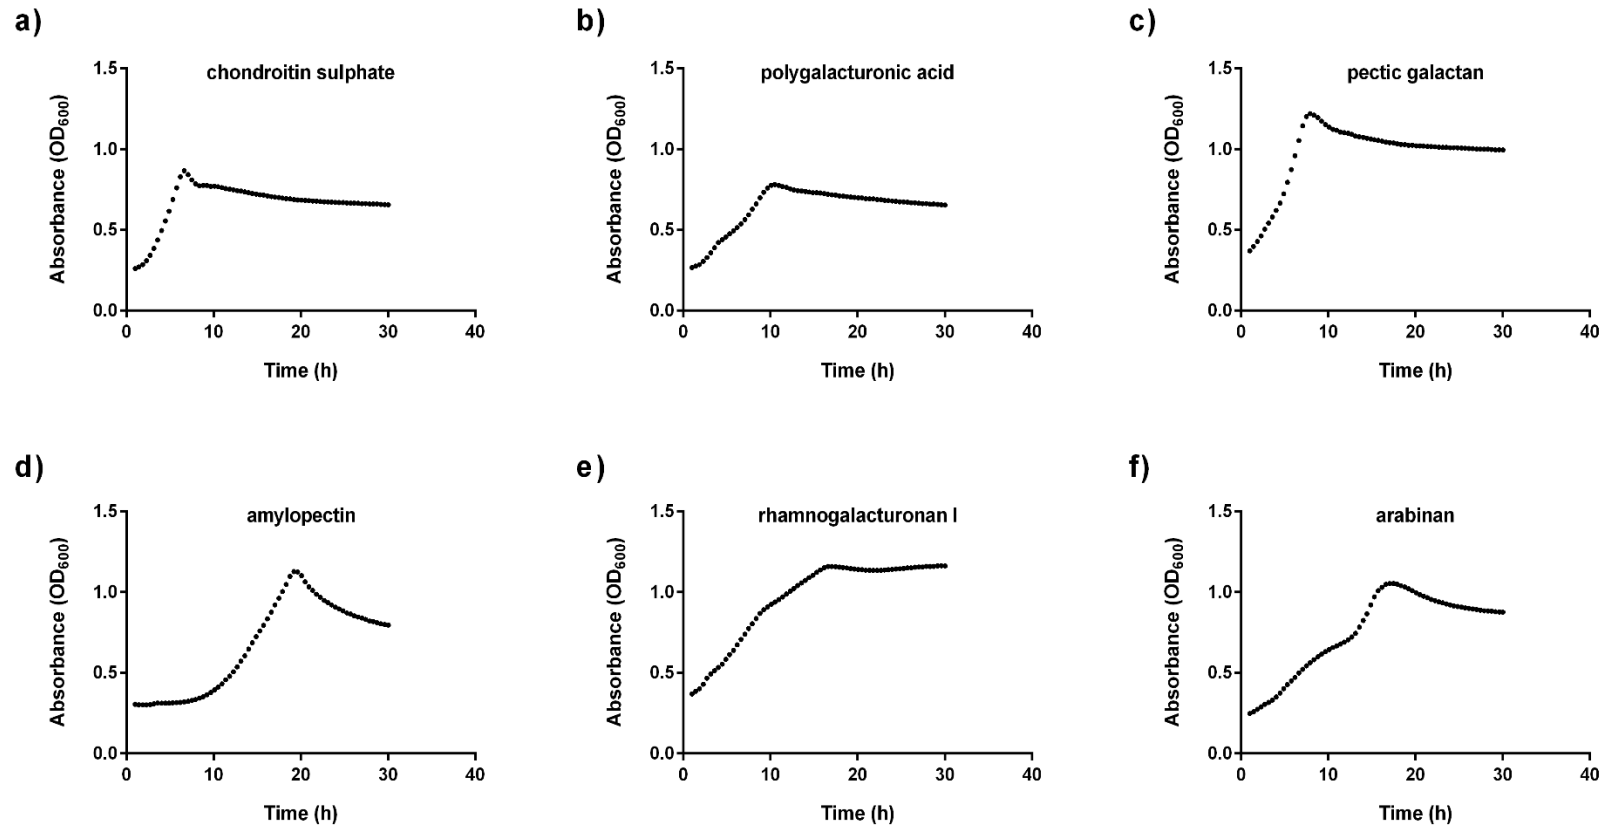 a)
chondroitin sulphate
Absorbance (OD600)
1.5
1.0
0.5
0.0
0 10 20 30 40
Time (h)
b)
polygalacturonic acid
Absorbance (OD600)
1.5
1.0
0.5
0.0
0 10 20 30 40
Time (h)
c)
pectic galactan
Absorbance (OD600)
1.5
1.0
0.5
0.0
0 10 20 30 40
Time (h)
d)
amylopectin
Absorbance (OD600)
1.5
1.0
0.5
0.0
0 10 20 30 40
Time (h)
e)
rhamnogalacturonan I
Absorbance (OD600)
1.5
1.0
0.5
0.0
0 10 20 30 40
Time (h)
f)
arabinan
Absorbance (OD600)
1.5
1.0
0.5
0.0
0 10 20 30 40
Time (h)